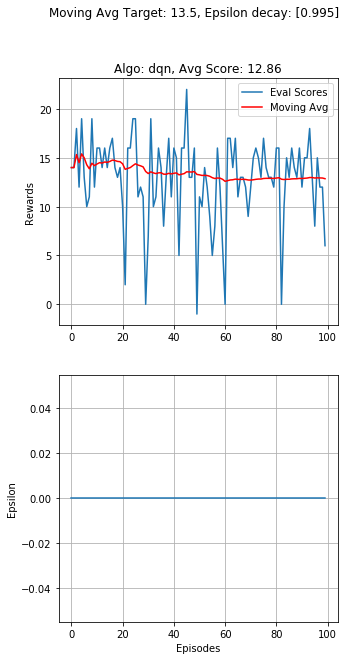 Moving Avg Target: 13.5, Epsilon decay: [0.995]
Algo: dqn, Avg Score: 12.86
Eval Scores
Moving Avg
Rewards
20
15
10
5
0
0 20 40 60 80 100
Epsilon
0.04
0.02
0.00
−0.02
−0.04
0 20 40 60 80 100
Episodes